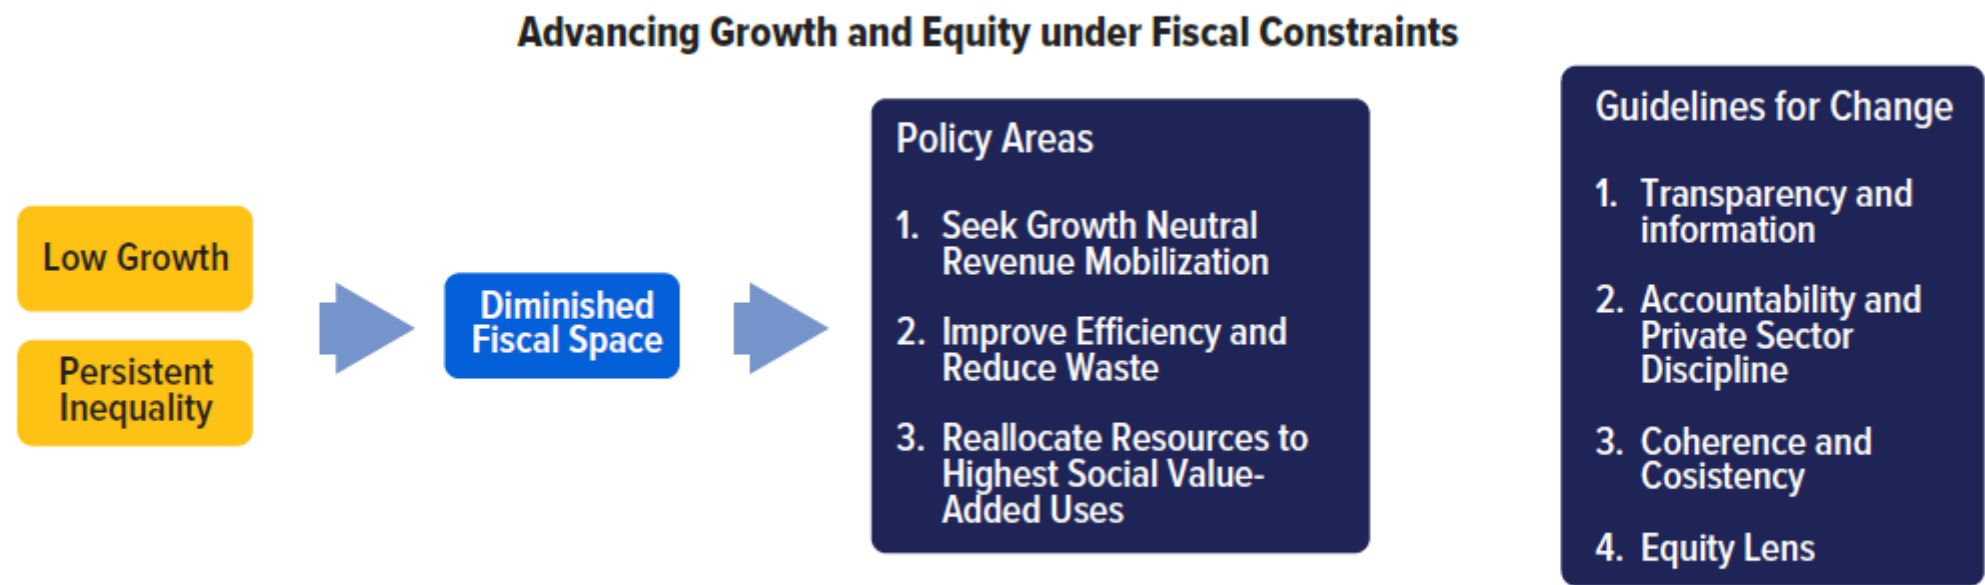 Advancing Growth and Equity under Fiscal Constraints
Low Growth
Persistent
Inequality
Diminished
Fiscal Space
Policy Areas
1. Seek Growth Neutral
Revenue Mobilization
2. Improve Efficiency and
Reduce Waste
3. Reallocate Resources to
Highest Social Value-
Added Uses
Guidelines for Change
1. Transparency and
information
2. Accountability and
Private Sector
Discipline
3. Coherence and
Cosistency
4. Equity Lens